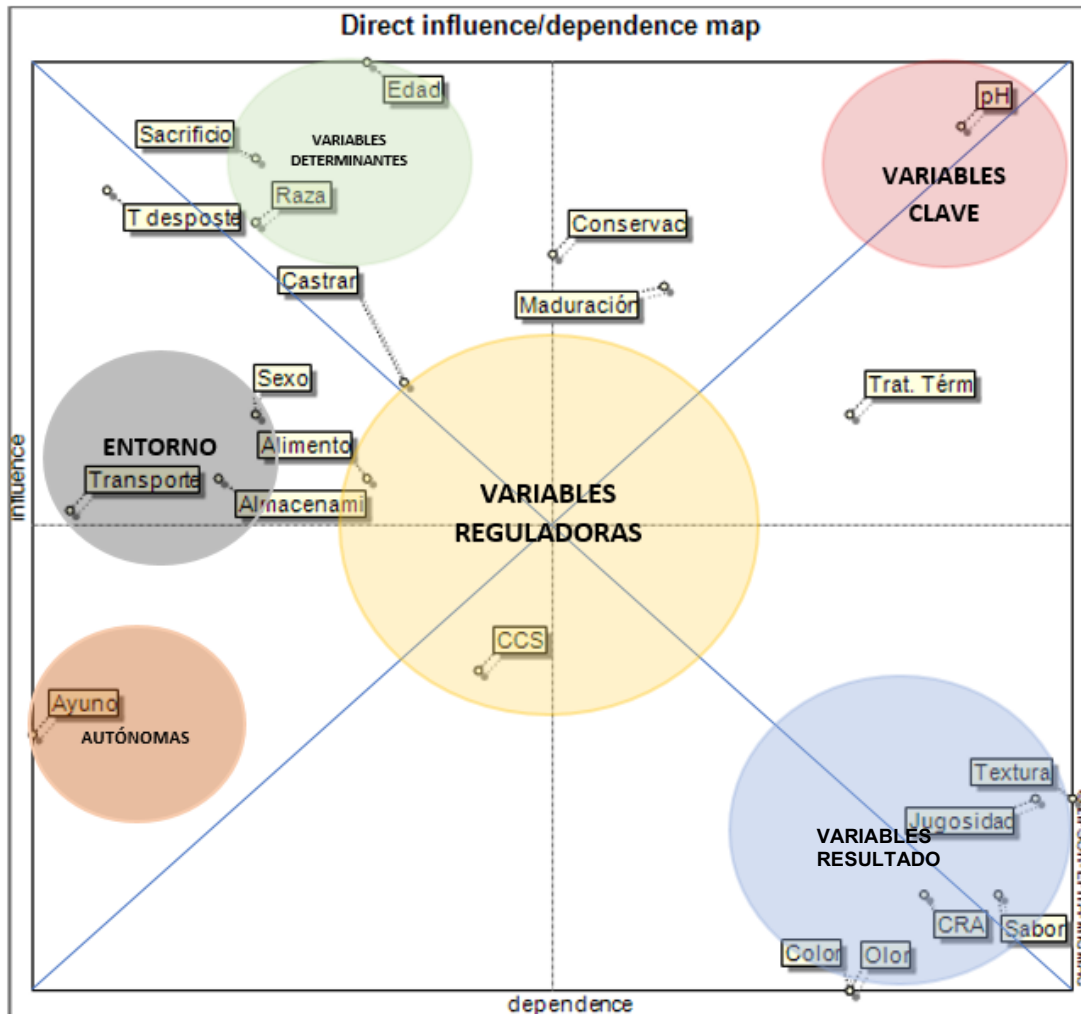 Direct influence/dependence map
Edad
pH
Sacrificio
VARIABLES
DETERMINANTES
VARIABLES
CLAVE
Raza
T desposte
Conservac
Castrar
Maduración
Sexo
Trat. Térm
ENTORNO
Alimento
influence
Transporte
Almacenami
VARIABLES
REGULADORAS
CCS
Ayuno
AUTÓNOMAS
Textura
Jugosidad
VARIABLES
RESULTADO
CRA
Sabor
Color
Olor
dependence